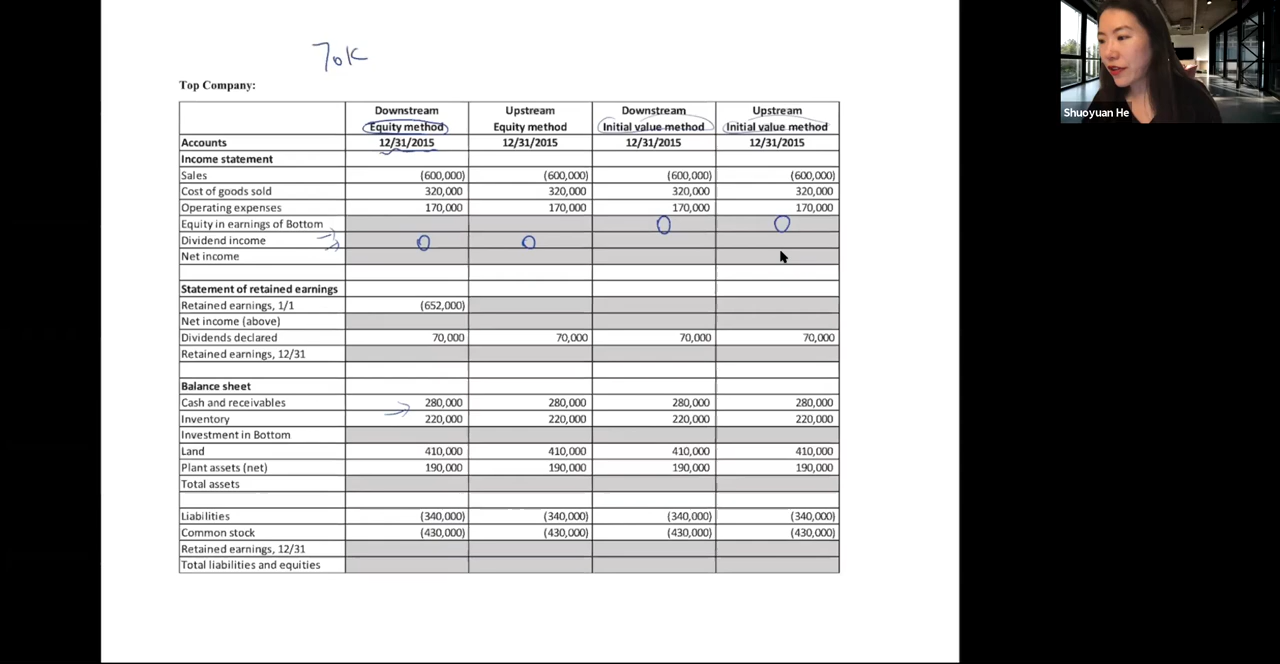 70K
Top Company:
Downstream Upstream Downstream Upstream
Equity method Equity method Initial value method Initial value method
Accounts 12/31/2015 12/31/2015 12/31/2015 12/31/2015
Income statement
Sales (600,000) (600,000) (600,000) (600,000)
Cost of goods sold 320,000 320,000 320,000 320,000
Operating expenses 170,000 170,000 170,000 170,000
Equity in earnings of Bottom 0 0
Dividend income 0 0
Net income
Statement of retained earnings
Retained earnings, 1/1 (652,000)
Net income (above)
Dividends declared 70,000 70,000 70,000 70,000
Retained earnings, 12/31
Balance sheet
Cash and receivables 280,000 280,000 280,000 280,000
Inventory 220,000 220,000 220,000 220,000
Investment in Bottom
Land 410,000 410,000 410,000 410,000
Plant assets (net) 190,000 190,000 190,000 190,000
Total assets
Liabilities (340,000) (340,000) (340,000) (340,000)
Common stock (430,000) (430,000) (430,000) (430,000)
Retained earnings, 12/31
Total liabilities and equities
Shuoyuan He